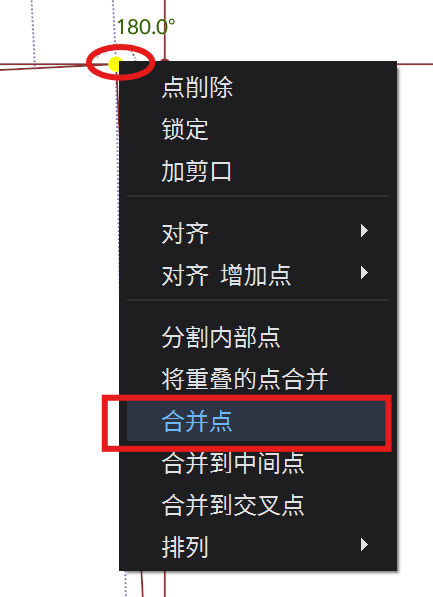 180.0°
点削除
锁定
加剪口
对齐
对齐 增加点
分割内部点
将重叠的点合并
合并点
合并到中间点
合并到交叉点
排列